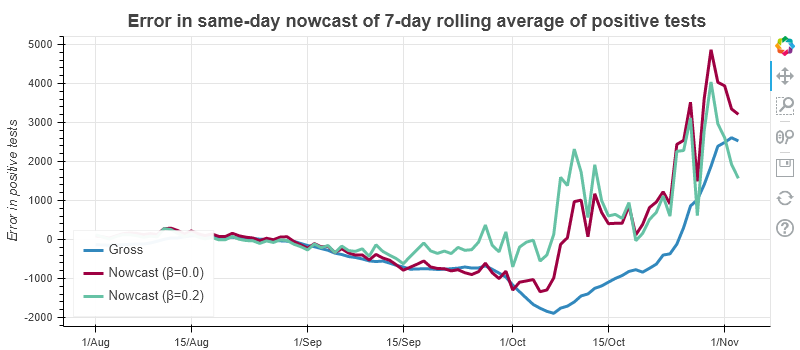 Error in same-day nowcast of 7-day rolling average of positive tests
Error in positive tests
5000
4000
3000
2000
1000
0
-1000
-2000
Gross
Nowcast (β=0.0)
Nowcast (β=0.2)
1/Aug 15/Aug 1/Sep 15/Sep 1/Oct 15/Oct 1/Nov